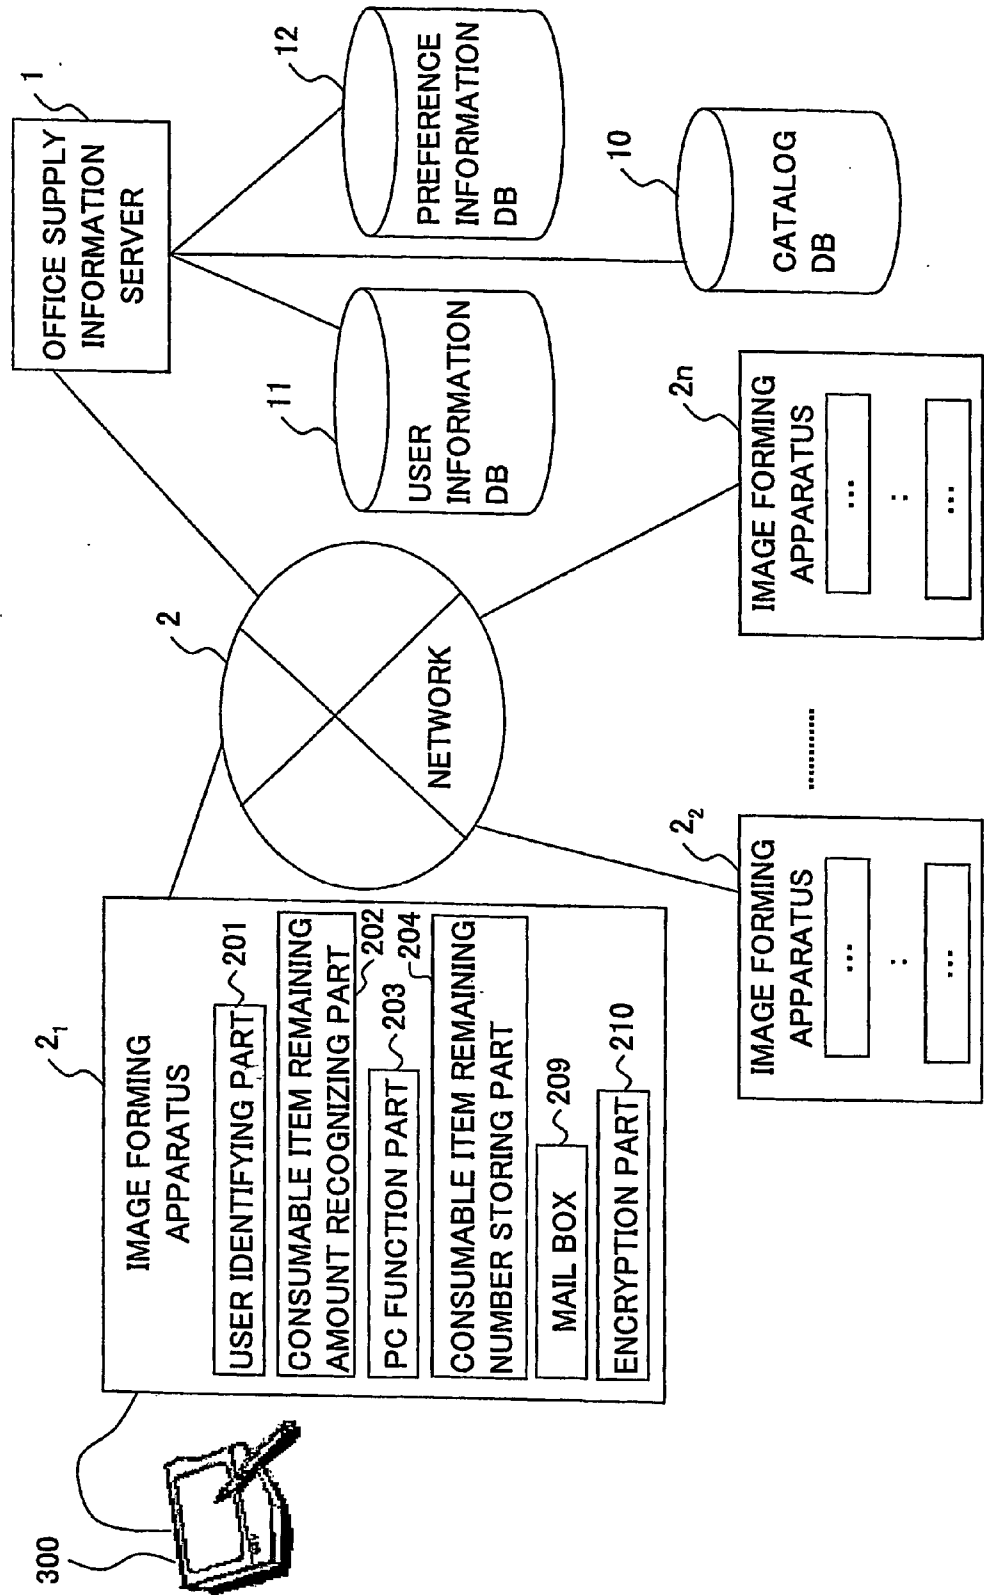 300
2₁
IMAGE FORMING
APPARATUS
USER IDENTIFYING PART
201
CONSUMABLE ITEM REMAINING
AMOUNT RECOGNIZING PART
202
PC FUNCTION PART
203
204
CONSUMABLE ITEM REMAINING
NUMBER STORING PART
MAIL BOX
209
ENCRYPTION PART
210
2
NETWORK
1
OFFICE SUPPLY
INFORMATION
SERVER
11
USER
INFORMATION
DB
12
PREFERENCE
INFORMATION
DB
10
CATALOG
DB
2₂
IMAGE FORMING
APPARATUS
...
:
...
..........
2n
IMAGE FORMING
APPARATUS
...
:
...